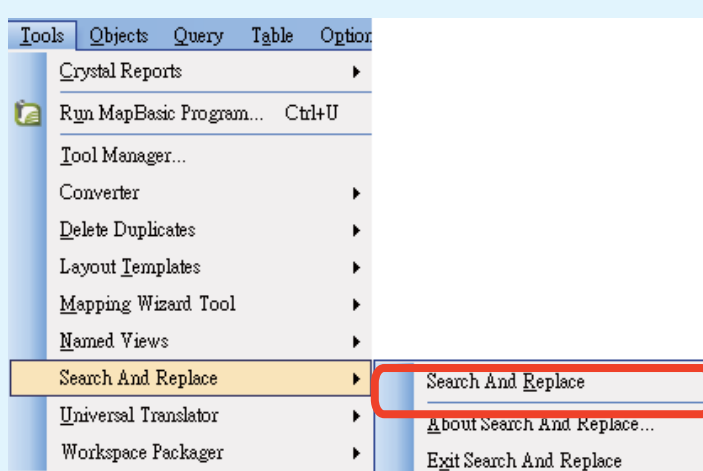 Tools Objects Query Table Option
Crystal Reports
Run MapBasic Program... Ctrl+U
Tool Manager...
Converter
Delete Duplicates
Layout Templates
Mapping Wizard Tool
Named Views
Search And Replace
Search And Replace
Universal Translator
About Search And Replace...
Workspace Packager
Exit Search And Replace